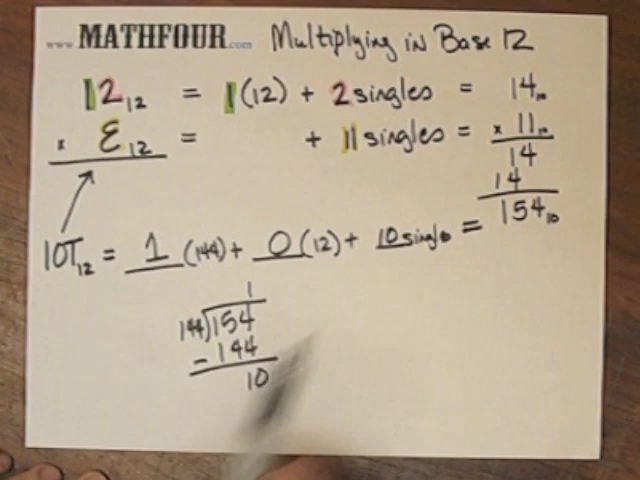 www.MATHFOUR.com Multiplying in Base 12
12₁₂ = 1(12) + 2 singles = 14₁₀
x Ɛ₁₂ = + 11 singles = x 11₁₀
14
14
154₁₀
10T₁₂ = 1 (144) + 0 (12) + 10 singles =
1
144)154
- 144
10